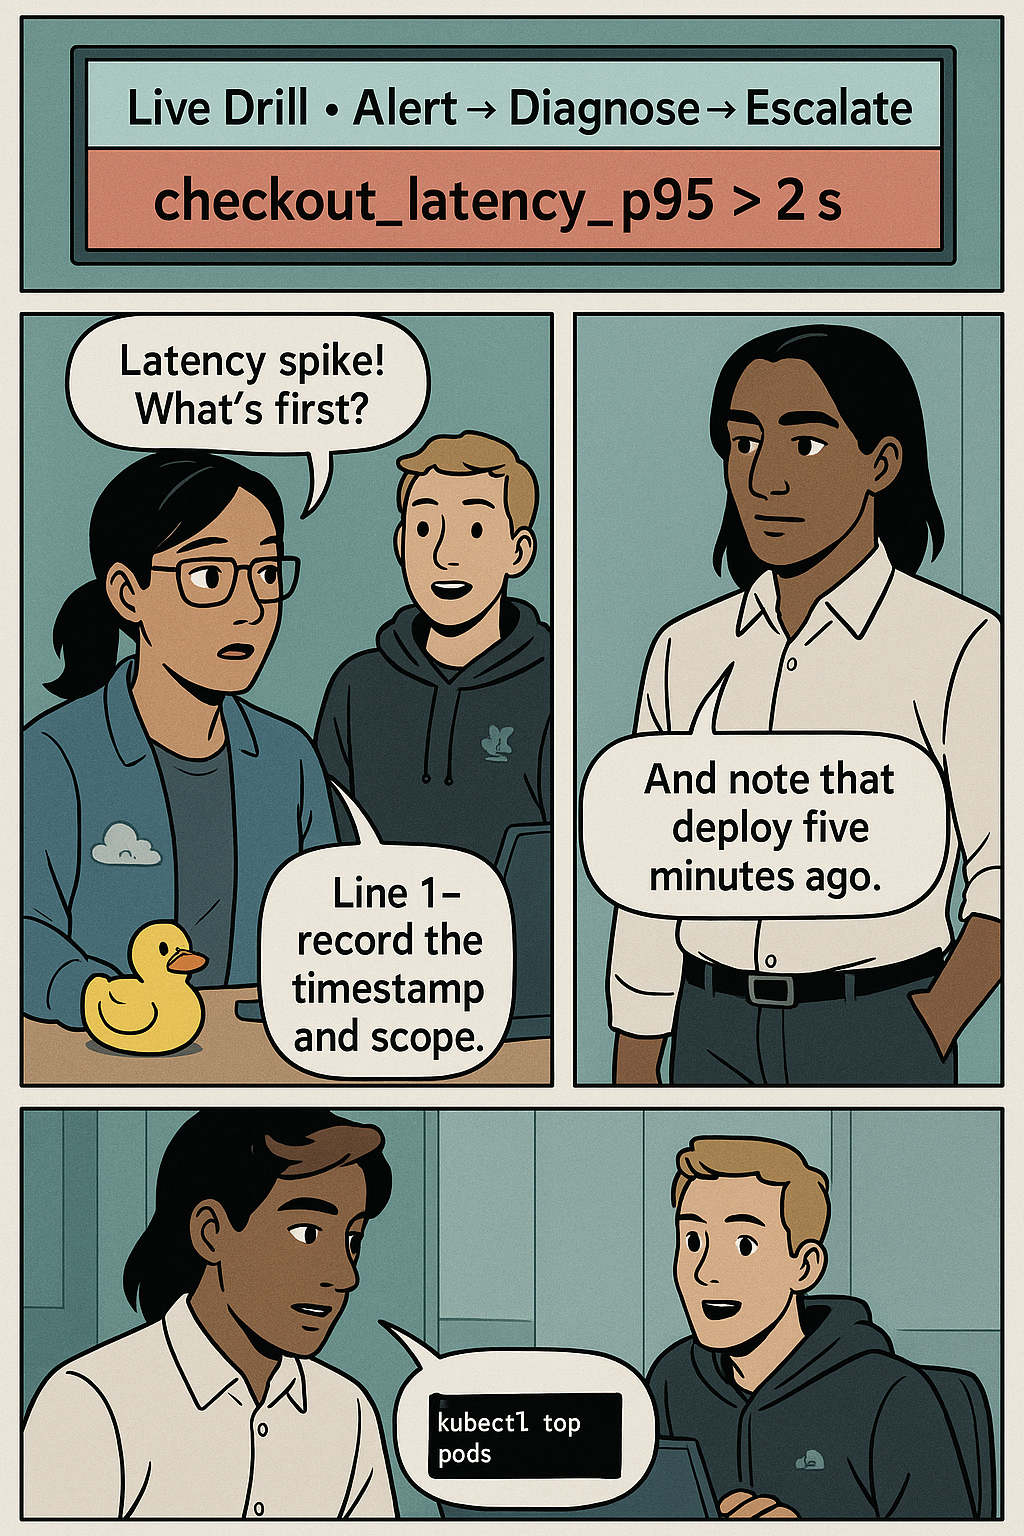 Live Drill • Alert → Diagnose → Escalate
checkout_latency_p95 > 2 s
Latency spike!
What's first?
Line 1–
record the
timestamp
and scope.
And note that
deploy five
minutes ago.
kubectl top
pods